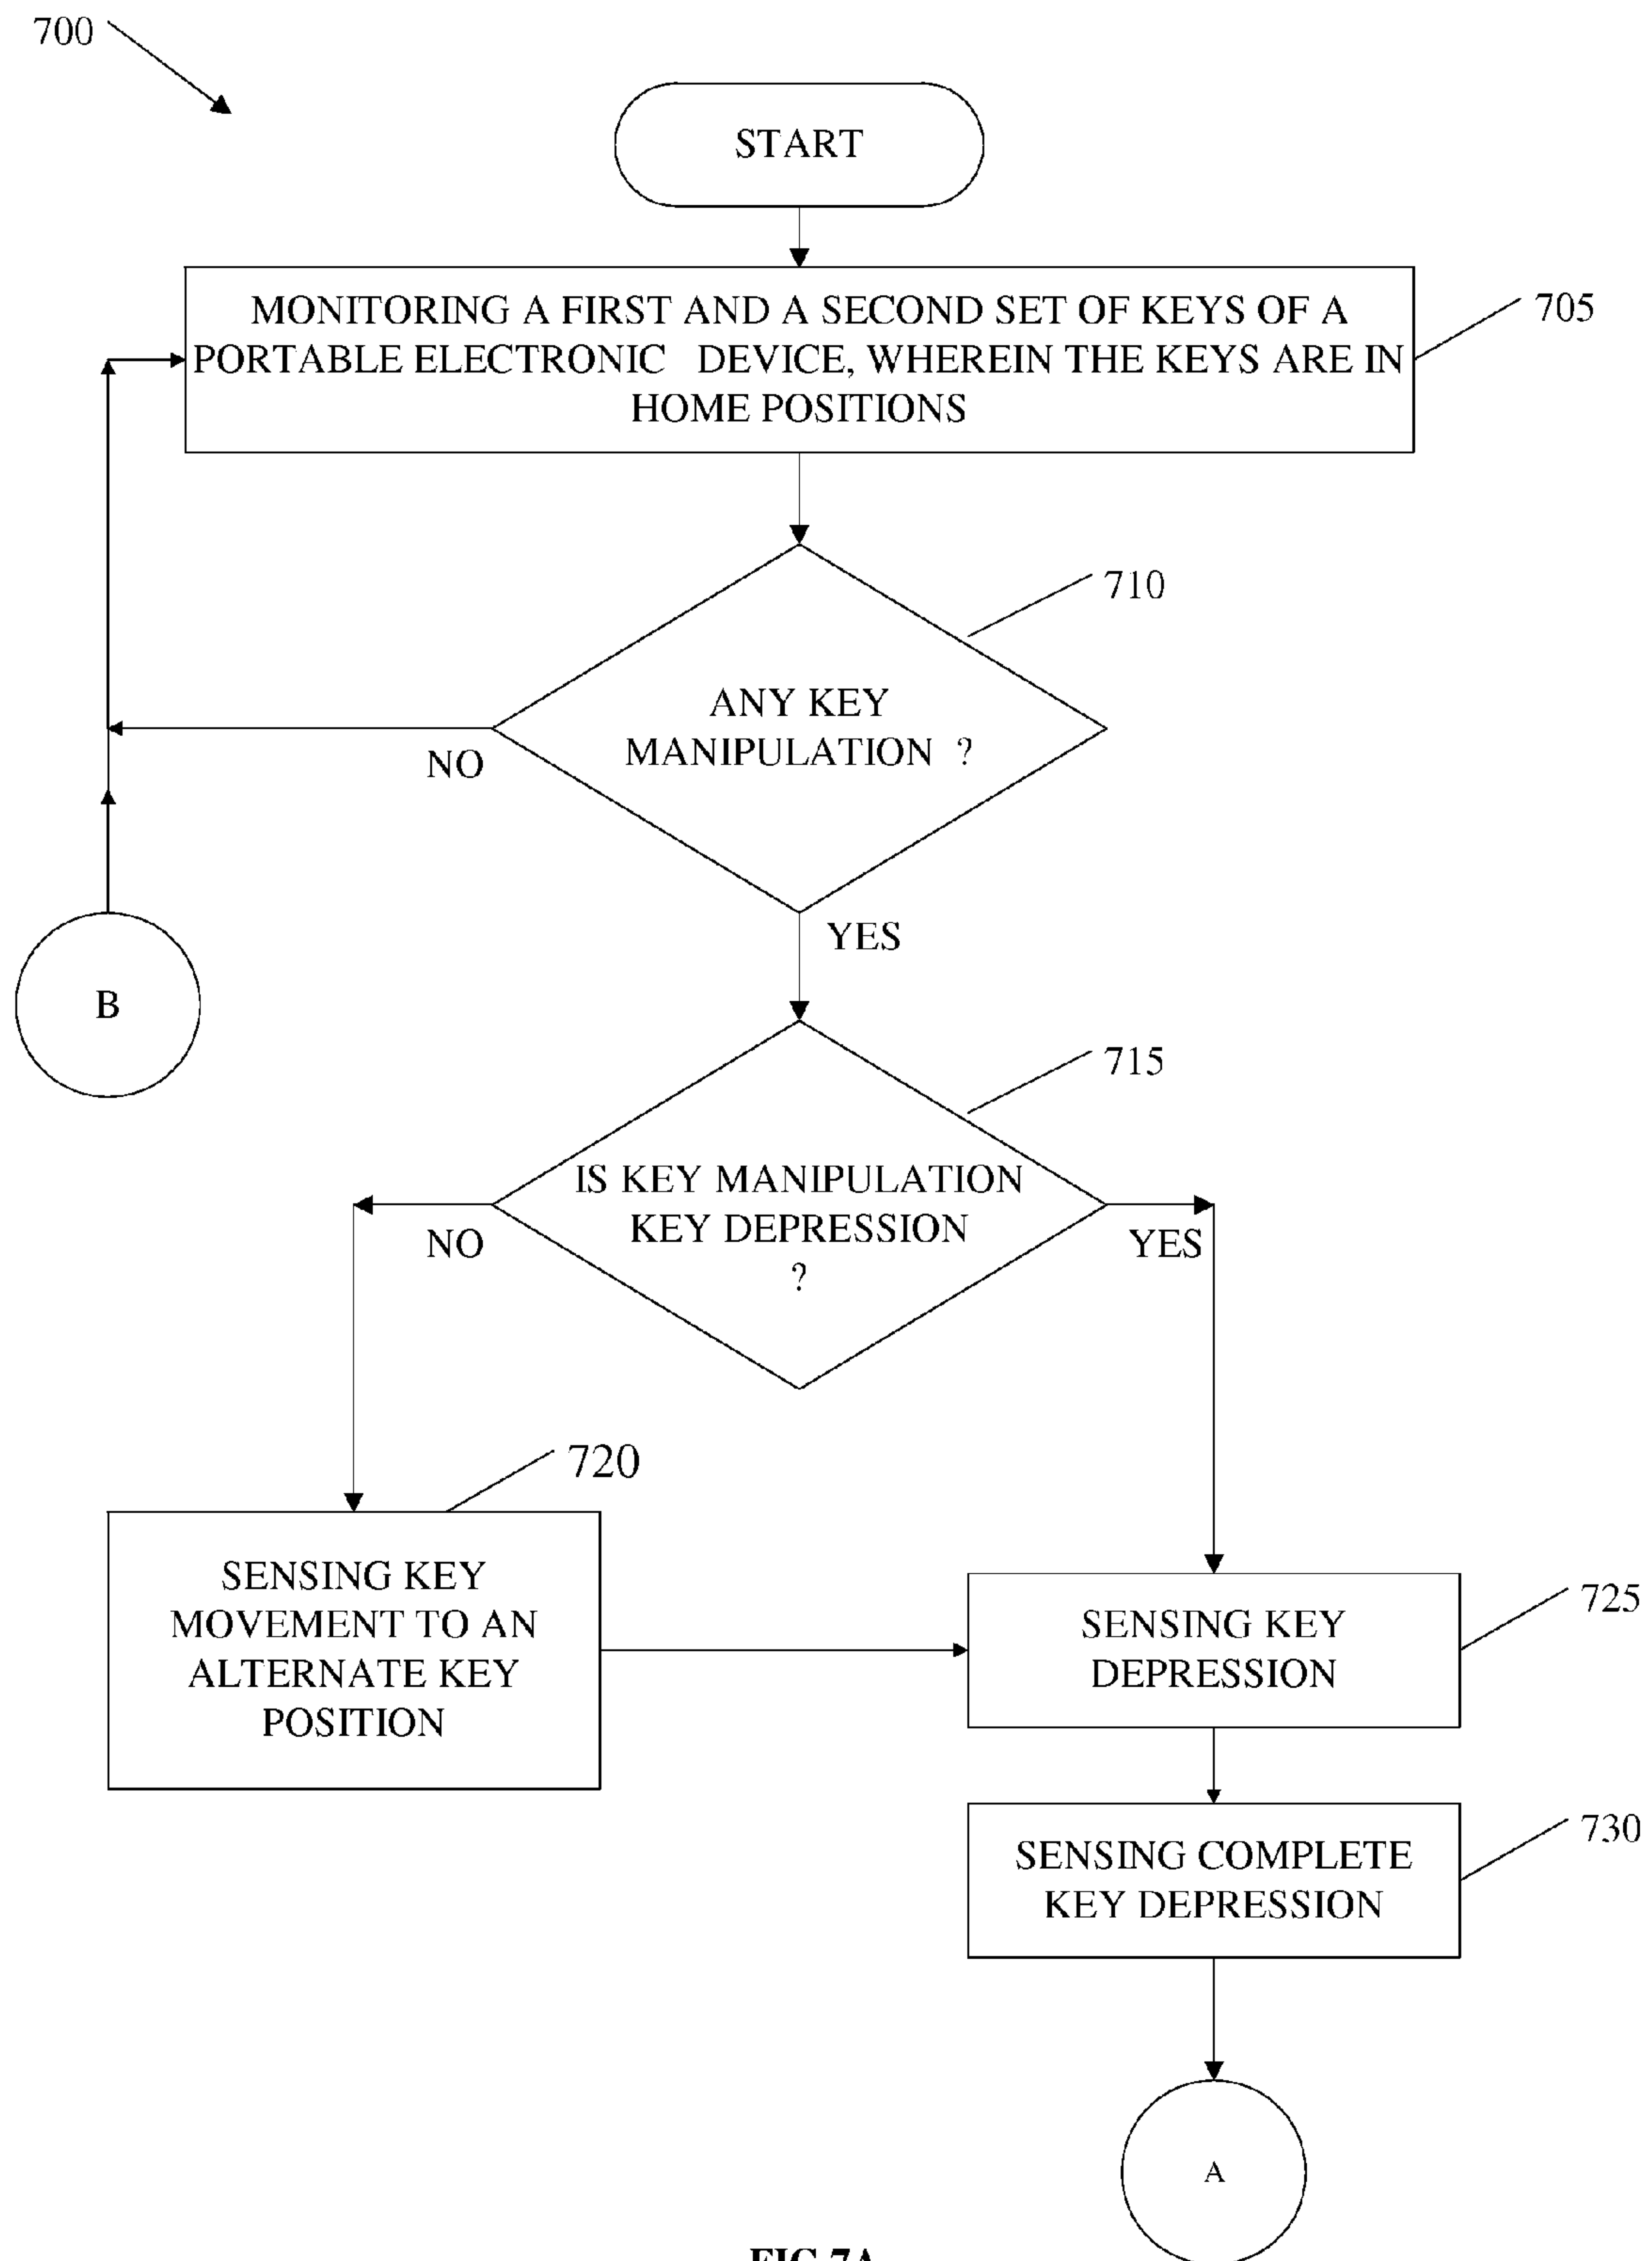 700
START
MONITORING A FIRST AND A SECOND SET OF KEYS OF A
PORTABLE ELECTRONIC DEVICE, WHEREIN THE KEYS ARE IN
HOME POSITIONS
705
710
ANY KEY
MANIPULATION ?
NO
YES
B
715
IS KEY MANIPULATION
KEY DEPRESSION
?
NO
YES
720
SENSING KEY
MOVEMENT TO AN
ALTERNATE KEY
POSITION
SENSING KEY
DEPRESSION
725
SENSING COMPLETE
KEY DEPRESSION
730
A
FIG 7A